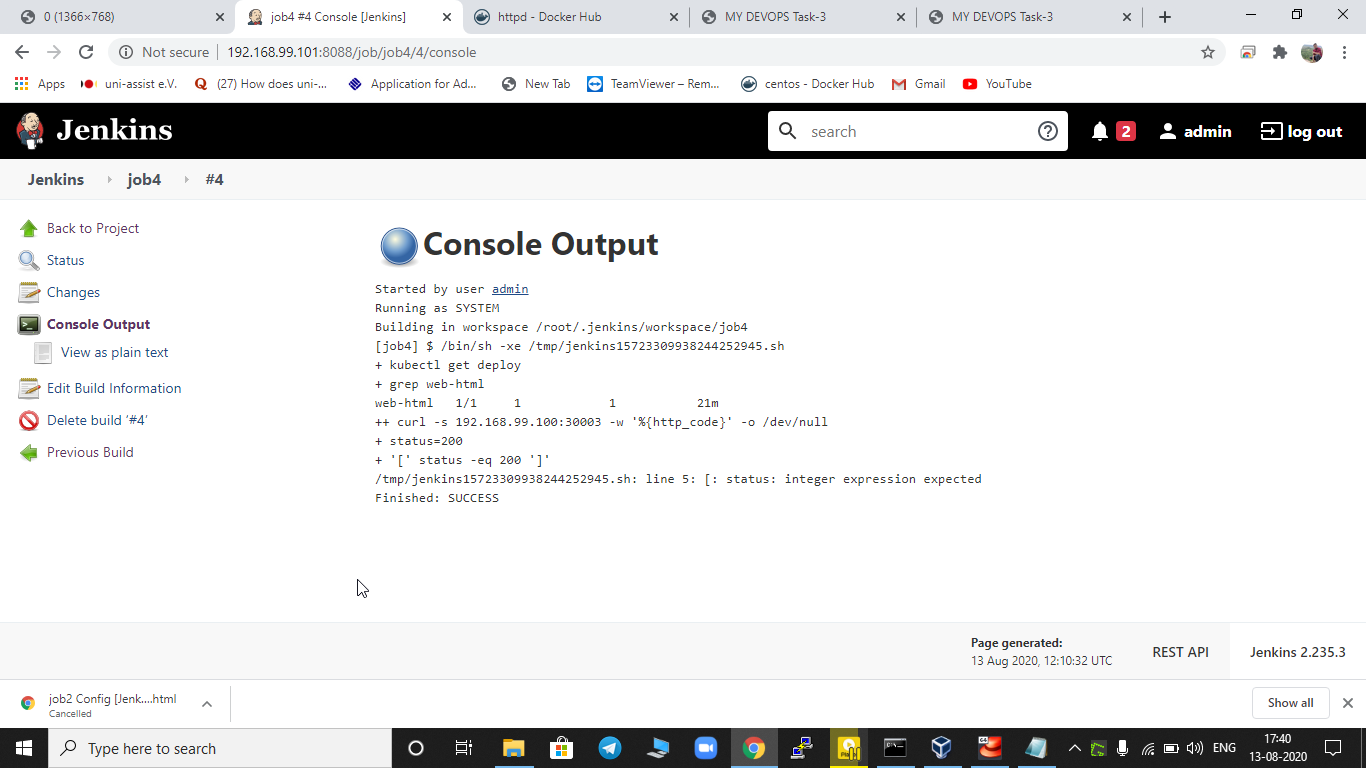 0 (1366×768)
job4 #4 Console [Jenkins]
httpd - Docker Hub
MY DEVOPS Task-3
MY DEVOPS Task-3
Not secure
192.168.99.101:8088/job/job4/4/console
Apps
uni-assist e.V.
(27) How does uni-...
Application for Ad...
New Tab
TeamViewer – Rem...
centos - Docker Hub
Gmail
YouTube
Jenkins
search
2
admin
log out
Jenkins
job4
#4
Back to Project
Status
Changes
Console Output
View as plain text
Edit Build Information
Delete build ‘#4’
Previous Build
Console Output
Started by user admin
Running as SYSTEM
Building in workspace /root/.jenkins/workspace/job4
[job4] $ /bin/sh -xe /tmp/jenkins15723309938244252945.sh
+ kubectl get deploy
+ grep web-html
web-html   1/1     1            1           21m
++ curl -s 192.168.99.100:30003 -w '%{http_code}' -o /dev/null
+ status=200
+ '[' status -eq 200 ']'
/tmp/jenkins15723309938244252945.sh: line 5: [: status: integer expression expected
Finished: SUCCESS
Page generated:
13 Aug 2020, 12:10:32 UTC
REST API
Jenkins 2.235.3
job2 Config [Jenk....html
Cancelled
Show all
Type here to search
ENG
17:40
13-08-2020